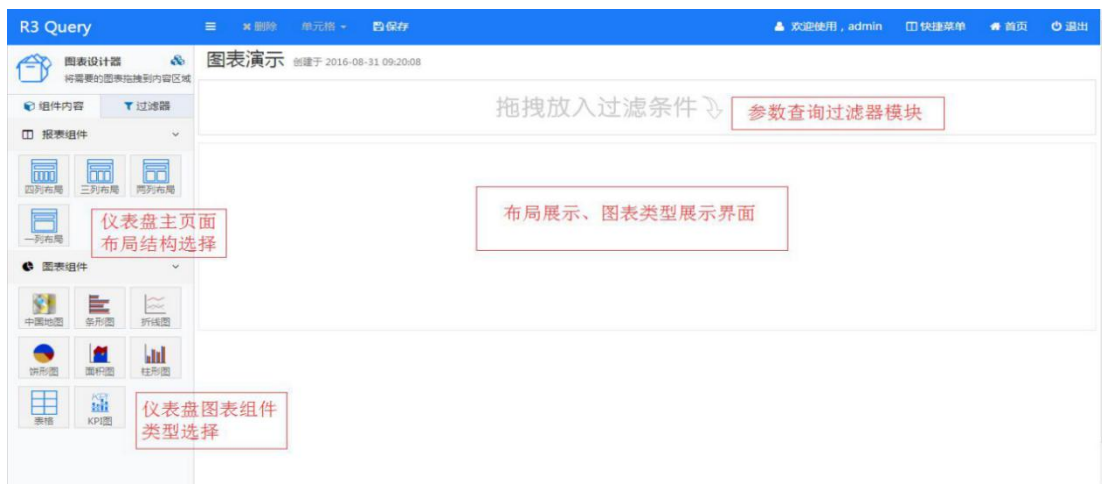 R3 Query
删除 单元格 保存 欢迎使用，admin 快捷菜单 首页 退出
图表设计器
将需要的图表拖拽到内容区域
图表演示 创建于 2016-08-31 09:20:08
组件内容 过滤器
拖拽放入过滤条件
参数查询过滤器模块
报表组件
四列布局 三列布局 两列布局
一列布局
仪表盘主页面
布局结构选择
布局展示、图表类型展示界面
图表组件
中国地图 条形图 折线图
饼形图 面积图 柱形图
表格 KPI图
仪表盘图表组件
类型选择